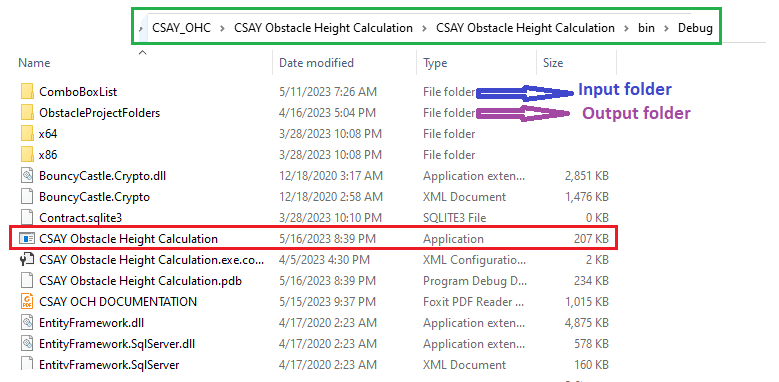 CSAY_OHC > CSAY Obstacle Height Calculation > CSAY Obstacle Height Calculation > bin > Debug
Name Date modified Type Size
ComboBoxList 5/11/2023 7:26 AM File folder Input folder
ObstacleProjectFolders 4/16/2023 5:04 PM File folder Output folder
x64 3/28/2023 10:08 PM File folder
x86 3/28/2023 10:08 PM File folder
BouncyCastle.Crypto.dll 12/18/2020 3:17 AM Application exten... 2,851 KB
BouncyCastle.Crypto 12/18/2020 2:58 AM XML Document 1,476 KB
Contract.sqlite3 3/28/2023 10:10 PM SQLITE3 File 0 KB
CSAY Obstacle Height Calculation 5/16/2023 8:39 PM Application 207 KB
CSAY Obstacle Height Calculation.exe.co... 4/5/2023 4:30 PM XML Configuratio... 2 KB
CSAY Obstacle Height Calculation.pdb 5/16/2023 8:39 PM Program Debug D... 234 KB
CSAY OCH DOCUMENTATION 5/15/2023 9:37 PM Foxit PDF Reader ... 1,015 KB
EntityFramework.dll 4/17/2020 2:23 AM Application exten... 4,875 KB
EntityFramework.SqlServer.dll 4/17/2020 2:23 AM Application exten... 578 KB
EntityFramework.SqlServer 4/17/2020 2:23 AM XML Document 160 KB